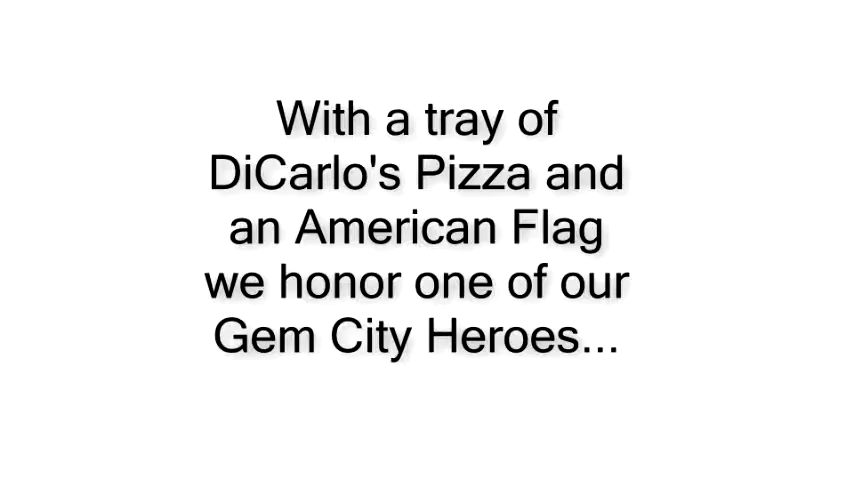 With a tray of
DiCarlo's Pizza and
an American Flag
we honor one of our
Gem City Heroes...